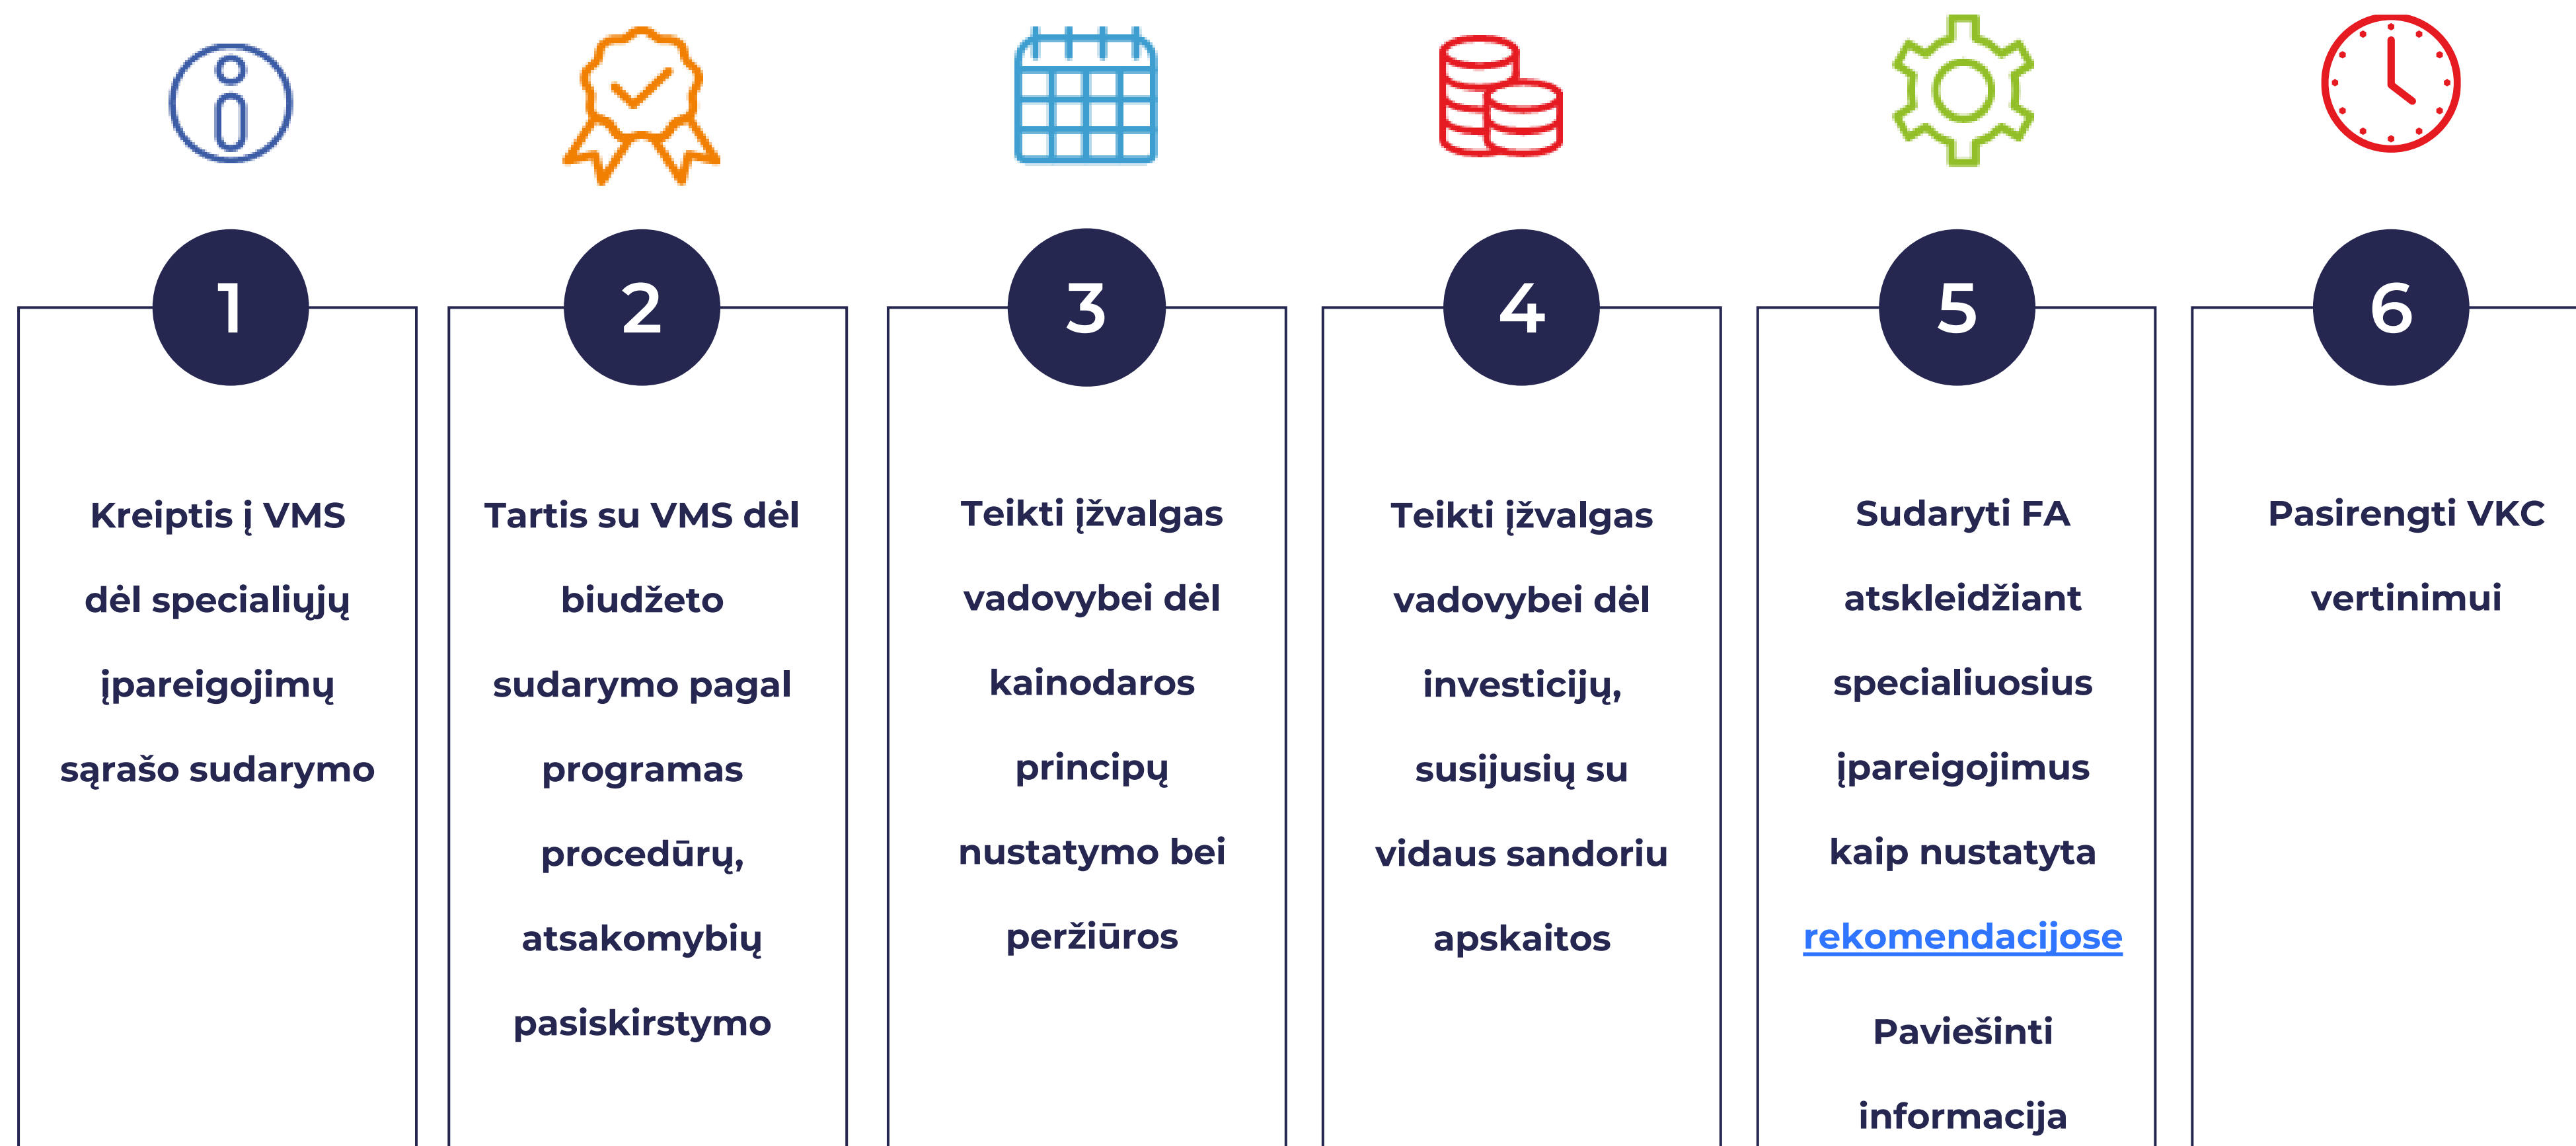 1
Kreiptis į VMS
dėl specialiųjų
įpareigojimų
sąrašo sudarymo
2
Tartis su VMS dėl
biudžeto
sudarymo pagal
programas
procedūrų,
atsakomybių
pasiskirstymo
3
Teikti įžvalgas
vadovybei dėl
kainodaros
principų
nustatymo bei
peržiūros
4
Teikti įžvalgas
vadovybei dėl
investicijų,
susijusių su
vidaus sandoriu
apskaitos
5
Sudaryti FA
atskleidžiant
specialiuosius
įpareigojimus
kaip nustatyta
rekomendacijose
Paviešinti
informacija
6
Pasirengti VKC
vertinimui